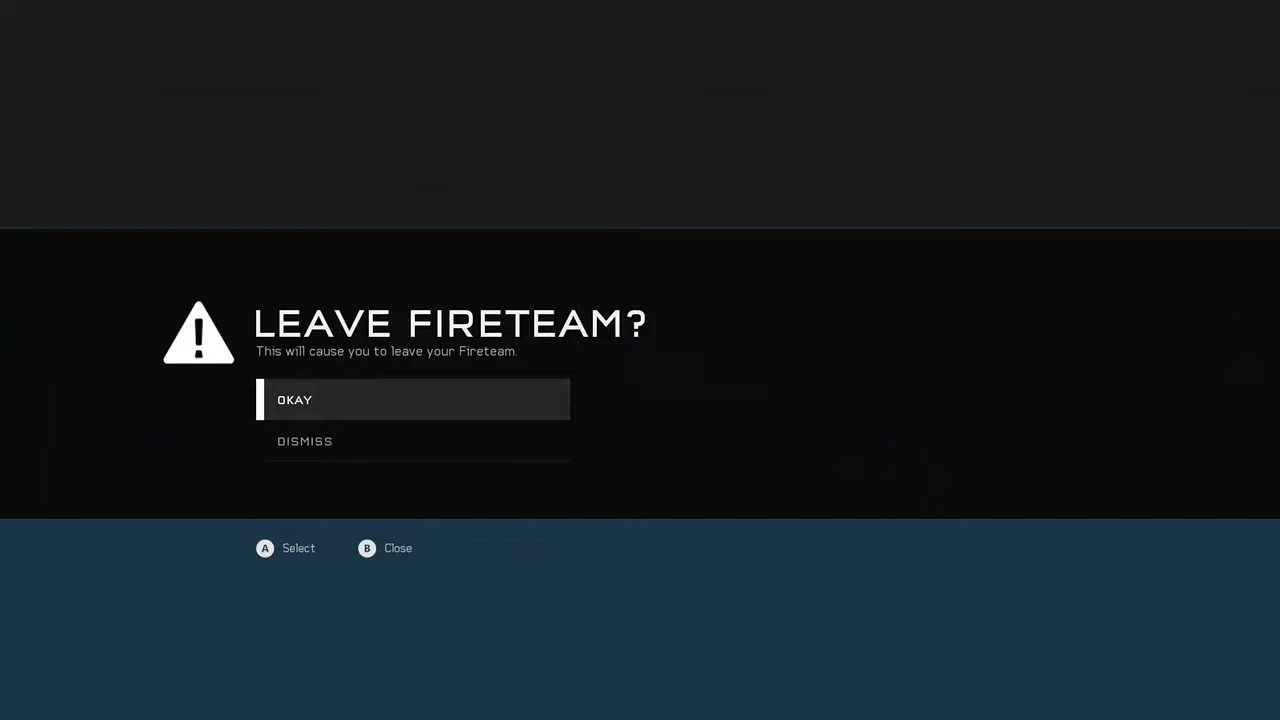 LEAVE FIRETEAM?
This will cause you to leave your Fireteam.
OKAY
DISMISS
A Select B Close